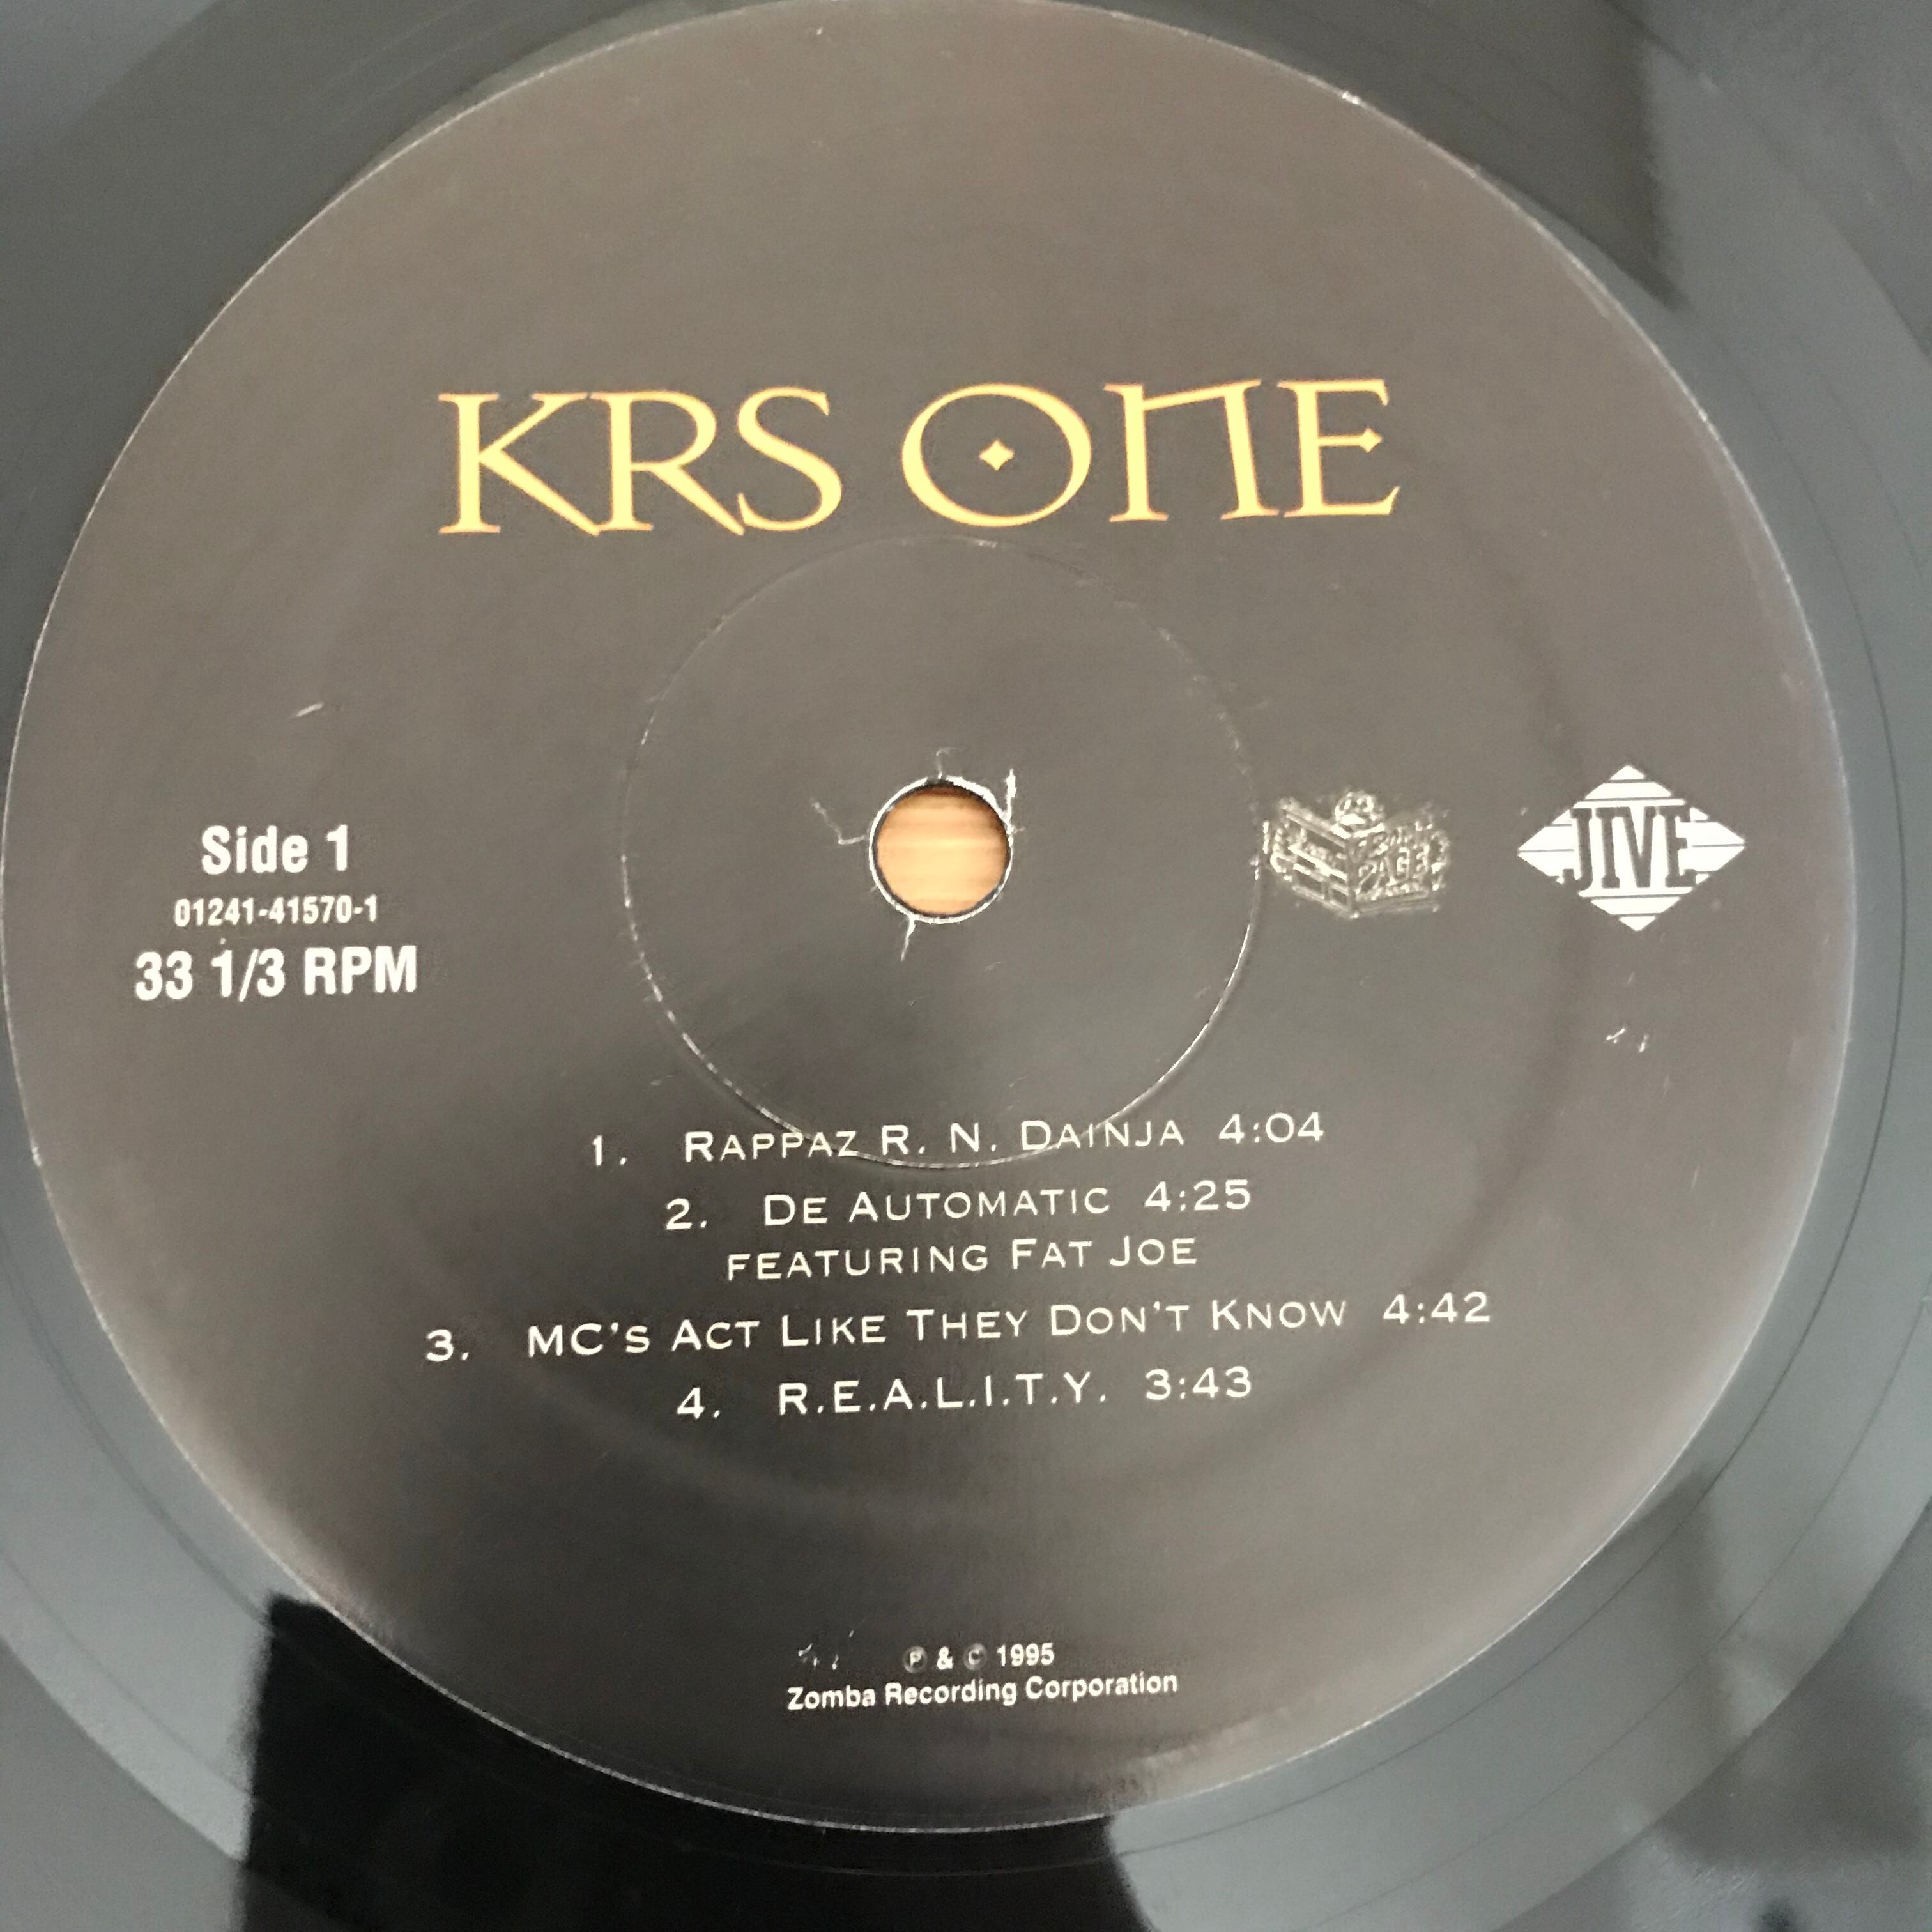 KRS ONE
Side 1
01241-41570-1
33 1/3 RPM
PAGE
JIVE
1. RAPPAZ R. N. DAINJA 4:04
2. DE AUTOMATIC 4:25
FEATURING FAT JOE
3. MC'S ACT LIKE THEY DON'T KNOW 4:42
4. R.E.A.L.I.T.Y. 3:43
℗ & © 1995
Zomba Recording Corporation